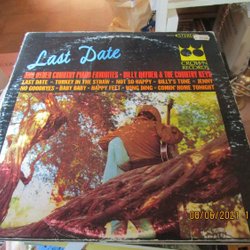 STEREO
Last Date
AND OTHER COUNTRY PIANO FAVORITES • BILLY HAYDEN & THE COUNTRY KEYS
LAST DATE • TURKEY IN THE STRAW • NOT SO HAPPY • BILLY'S TUNE • JENNY
NO GOODBYES • BABY BABY • HAPPY FEET • DING DING • COMIN' HOME TONIGHT
CROWN
RECORDS
08/06/2021